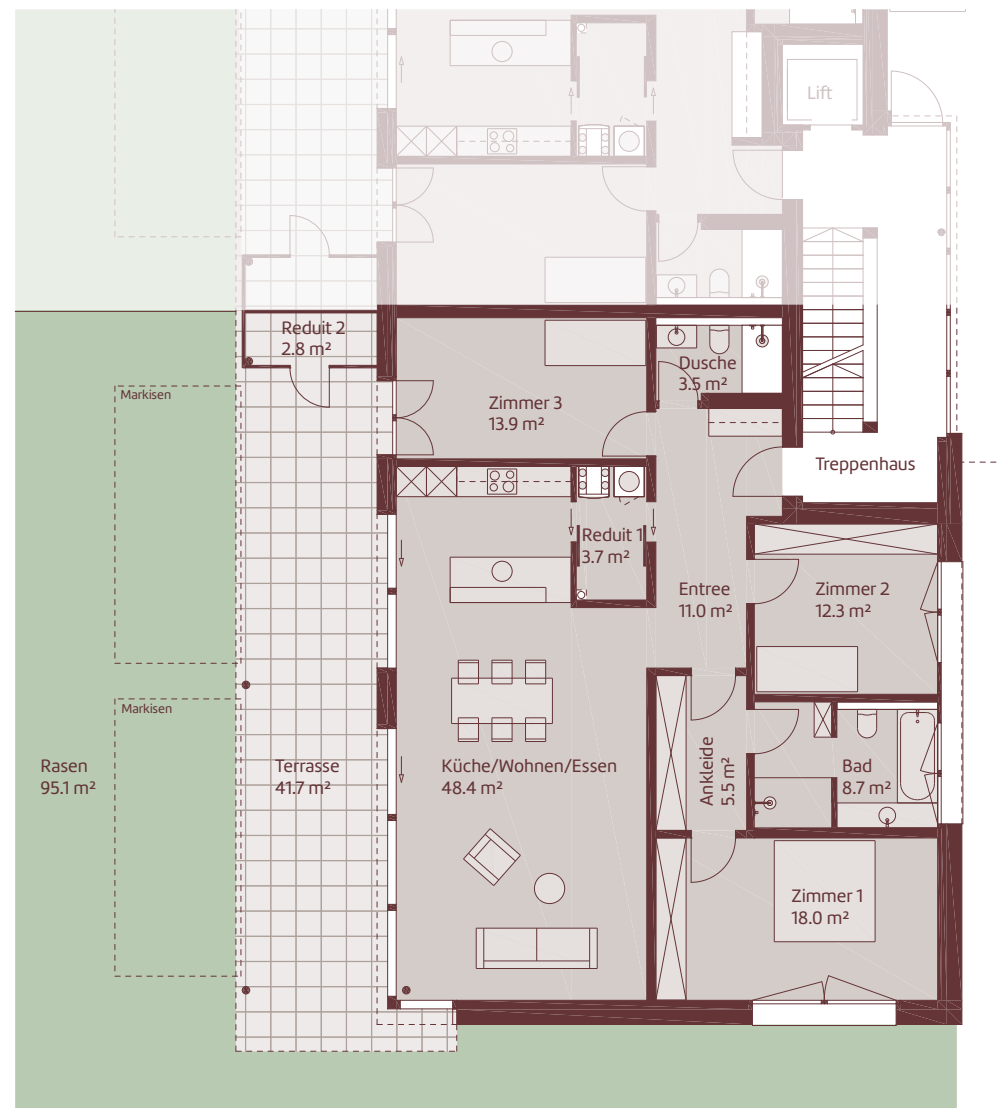 Lift
Reduit 2
2.8 m²
Dusche
3.5 m²
Markisen
Zimmer 3
13.9 m²
Treppenhaus
Reduit 1
3.7 m²
Entree
11.0 m²
Zimmer 2
12.3 m²
Markisen
Rasen
95.1 m²
Terrasse
41.7 m²
Küche/Wohnen/Essen
48.4 m²
Ankleide
5.5 m²
Bad
8.7 m²
Zimmer 1
18.0 m²